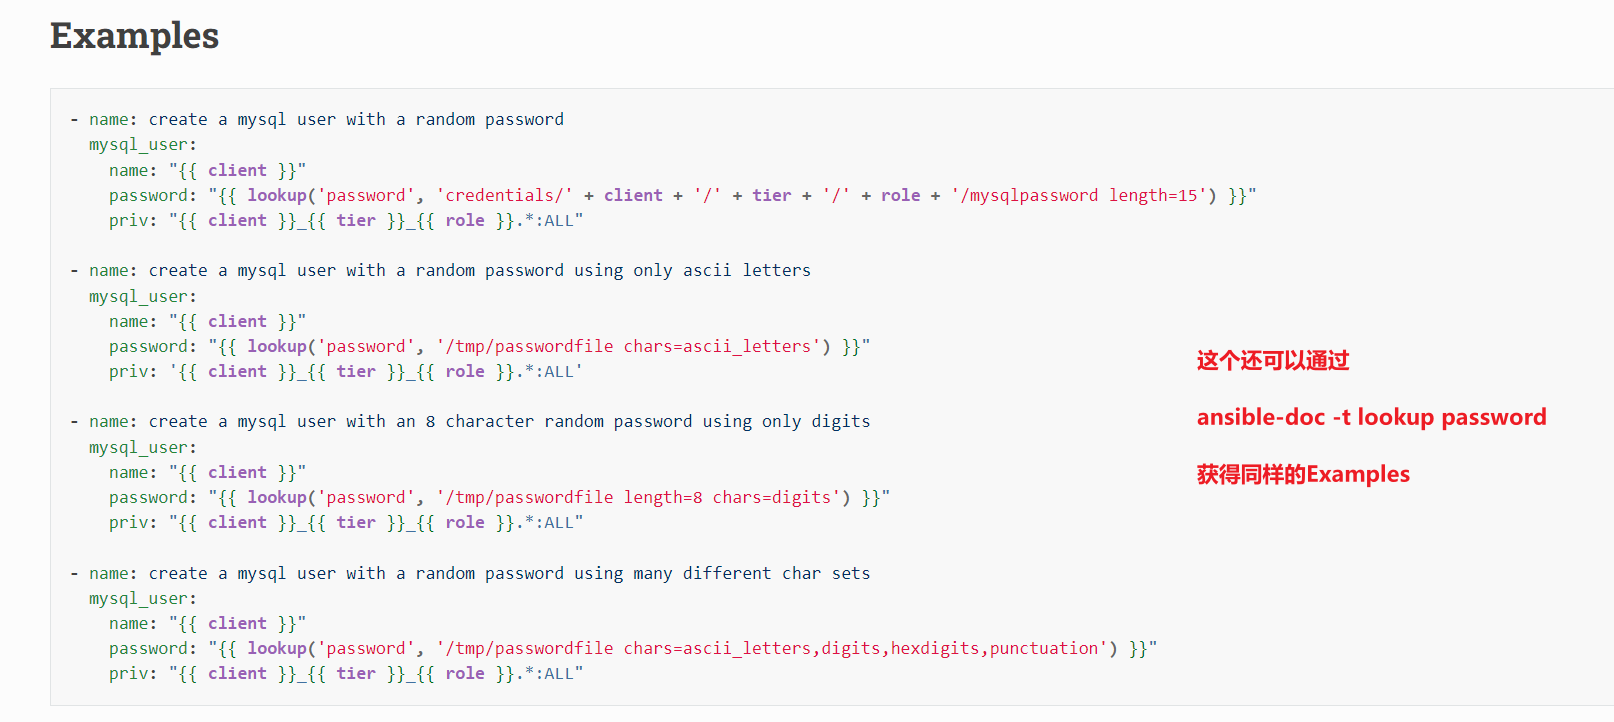 Examples
- name: create a mysql user with a random password
  mysql_user:
    name: "{{ client }}"
    password: "{{ lookup('password', 'credentials/' + client + '/' + tier + '/' + role + '/mysqlpassword length=15') }}"
    priv: "{{ client }}_{{ tier }}_{{ role }}.*:ALL"
- name: create a mysql user with a random password using only ascii letters
  mysql_user:
    name: "{{ client }}"
    password: "{{ lookup('password', '/tmp/passwordfile chars=ascii_letters') }}"
    priv: '{{ client }}_{{ tier }}_{{ role }}.*:ALL'
- name: create a mysql user with an 8 character random password using only digits
  mysql_user:
    name: "{{ client }}"
    password: "{{ lookup('password', '/tmp/passwordfile length=8 chars=digits') }}"
    priv: "{{ client }}_{{ tier }}_{{ role }}.*:ALL"
- name: create a mysql user with a random password using many different char sets
  mysql_user:
    name: "{{ client }}"
    password: "{{ lookup('password', '/tmp/passwordfile chars=ascii_letters,digits,hexdigits,punctuation') }}"
    priv: "{{ client }}_{{ tier }}_{{ role }}.*:ALL"
这个还可以通过
ansible-doc -t lookup password
获得同样的Examples